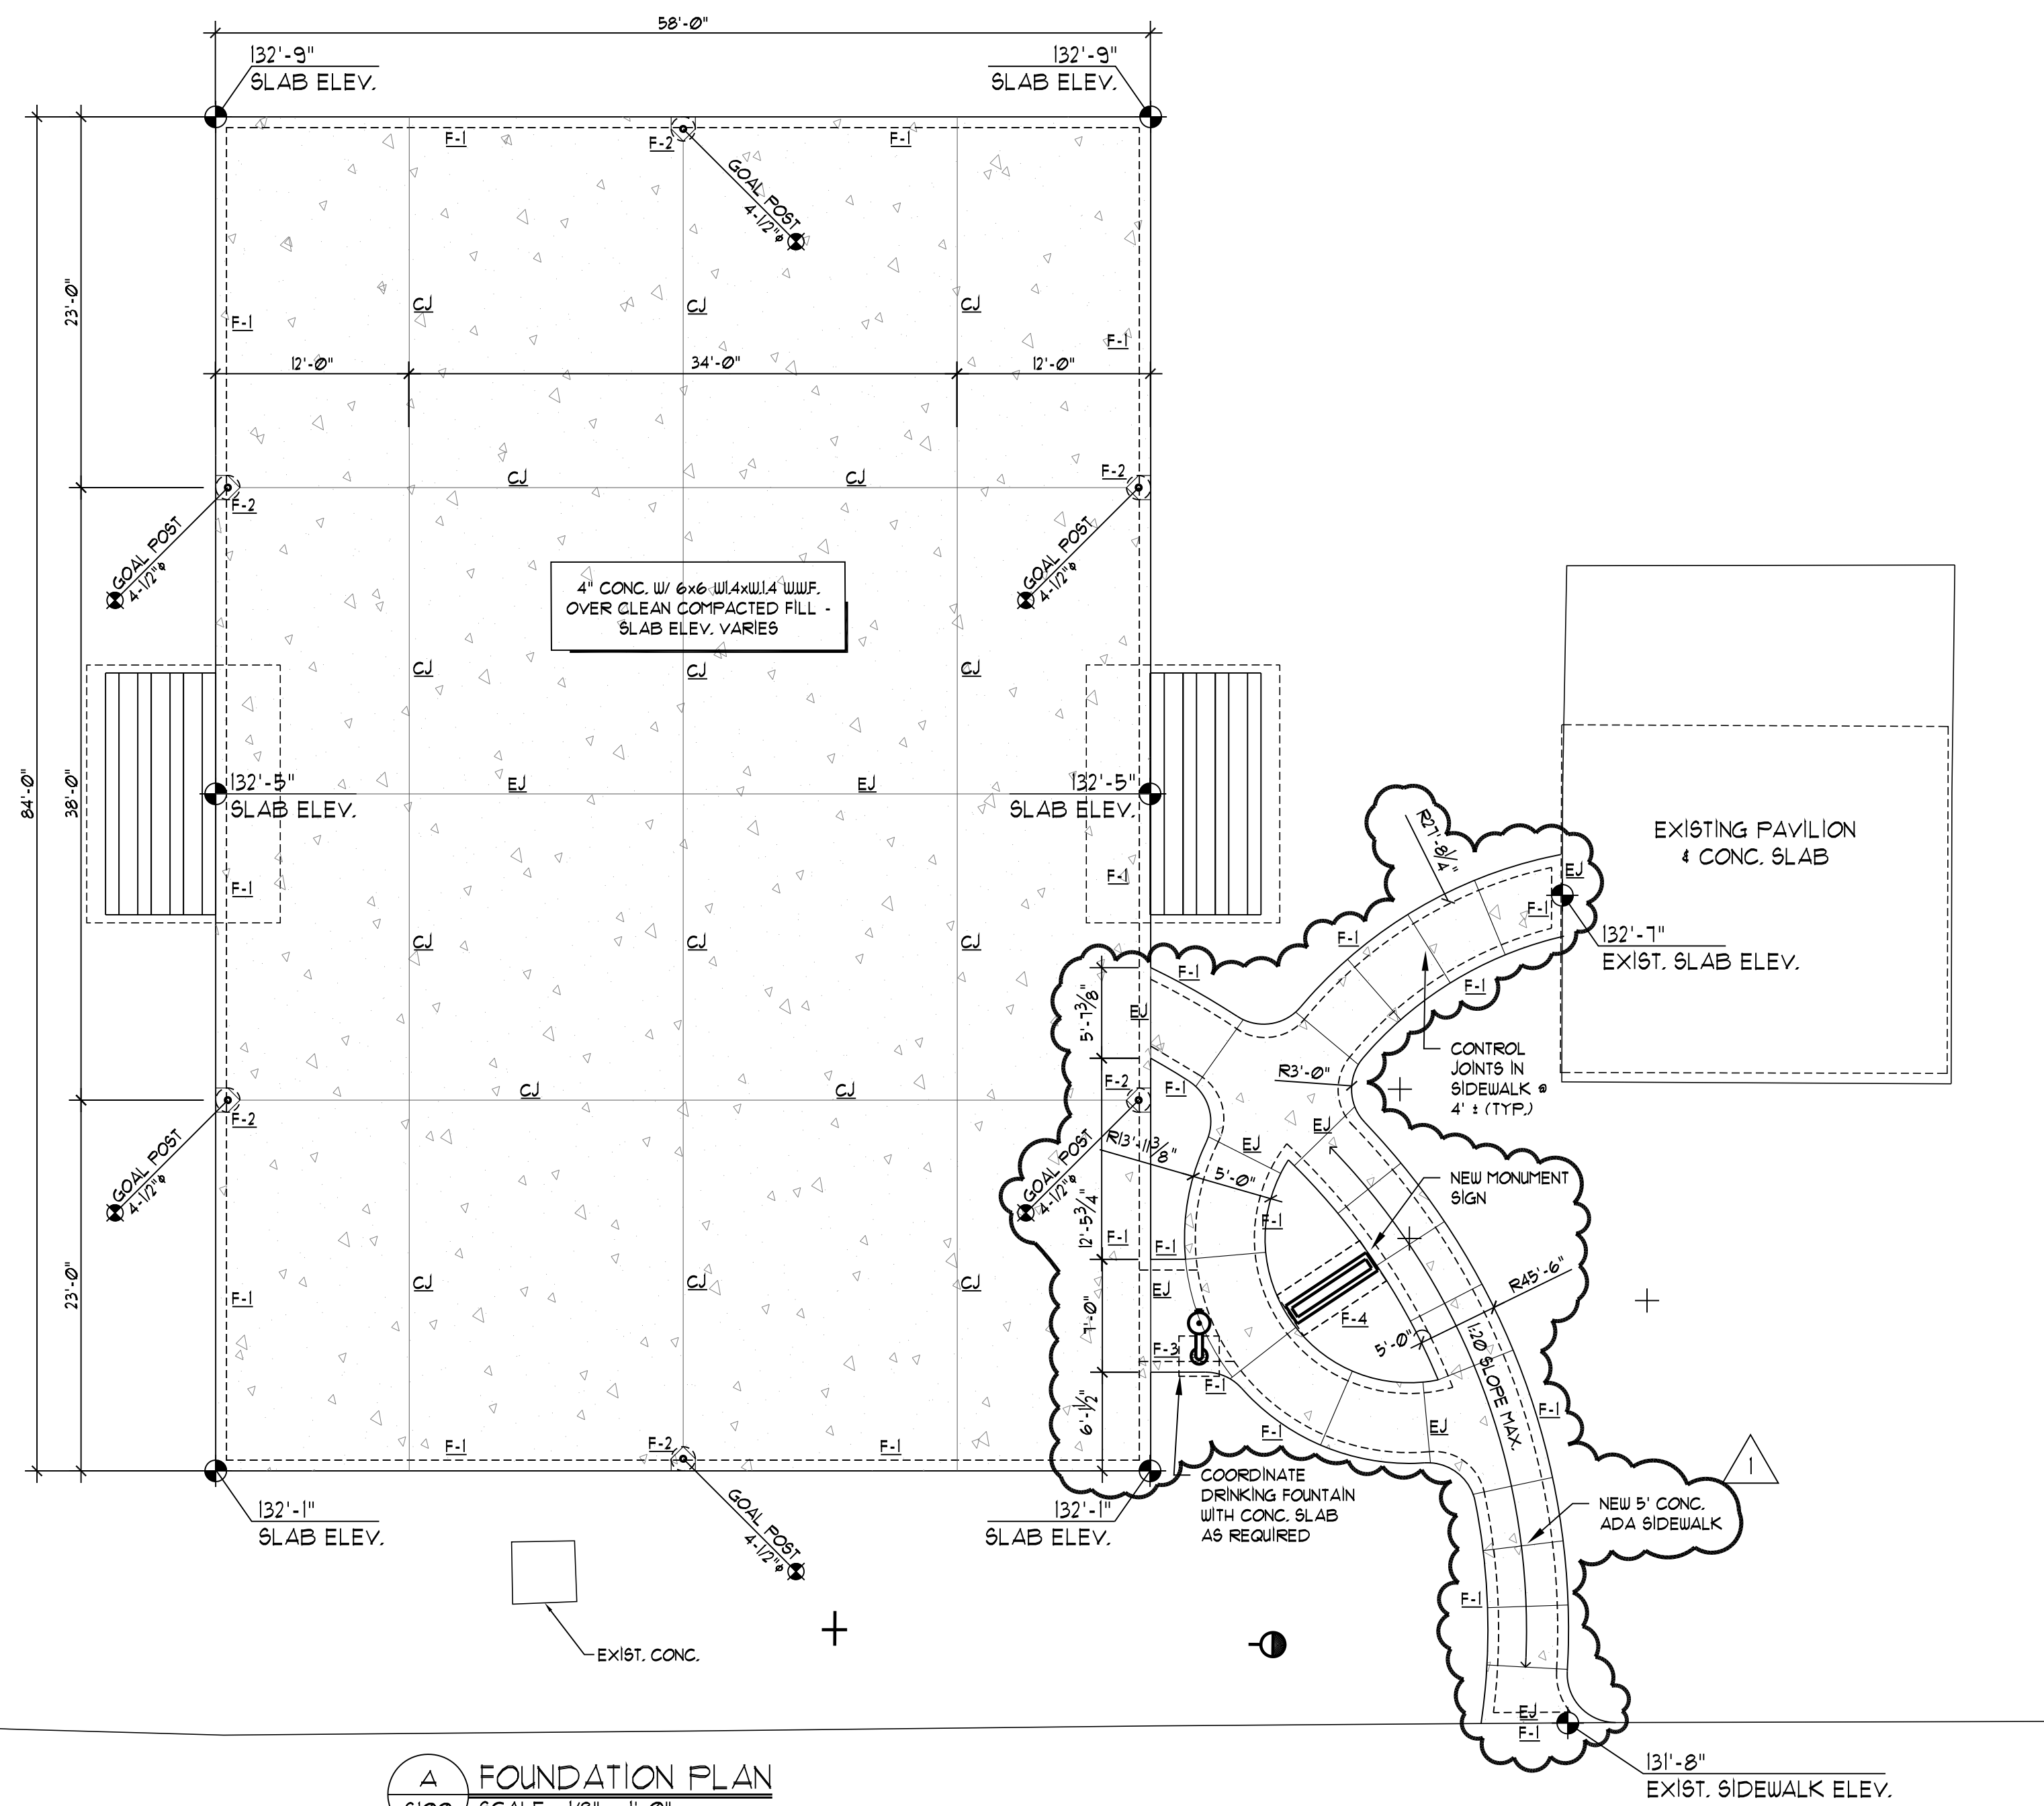 58'-0"
132'-9"
SLAB ELEV.
132'-9"
SLAB ELEV.
F-1
F-2
F-1
GOAL POST
4-1/2"ø
23'-0"
CJ
CJ
CJ
F-1
F-1
12'-0"
34'-0"
12'-0"
CJ
CJ
F-2
F-2
GOAL POST
4-1/2"ø
GOAL POST
4-1/2"ø
4" CONC. W/ 6x6 W1.4xW.1.4 W.W.F.
OVER CLEAN COMPACTED FILL -
SLAB ELEV. VARIES
CJ
CJ
CJ
84'-0"
38'-0"
132'-5"
SLAB ELEV.
EJ
EJ
132'-5"
SLAB ELEV.
F-1
F-1
R27'-8/4"
EXISTING PAVILION
& CONC. SLAB
EJ
F-1
132'-7"
EXIST. SLAB ELEV.
CJ
CJ
CJ
F-1
F-1
F-1
5'-7 3/8"
EJ
CONTROL
JOINTS IN
SIDEWALK @
4' ± (TYP.)
R3'-0"
F-2
F-1
CJ
CJ
F-2
GOAL POST
4-1/2"ø
GOAL POST
4-1/2"ø
R13'-11 3/8"
EJ
EJ
5'-0"
NEW MONUMENT
SIGN
12'-5 3/4"
F-1
F-1
F-1
23'-0"
F-1
CJ
CJ
CJ
EJ
7'-0"
F-4
R45'-6"
5'-0"
1:20 SLOPE MAX.
F-3
F-1
6'-1/2"
F-1
EJ
F-1
F-1
F-2
F-1
GOAL POST
4-1/2"ø
132'-1"
SLAB ELEV.
132'-1"
SLAB ELEV.
COORDINATE
DRINKING FOUNTAIN
WITH CONC. SLAB
AS REQUIRED
1
NEW 5' CONC.
ADA SIDEWALK
F-1
EXIST. CONC.
EJ
F-1
131'-8"
EXIST. SIDEWALK ELEV.
A
FOUNDATION PLAN